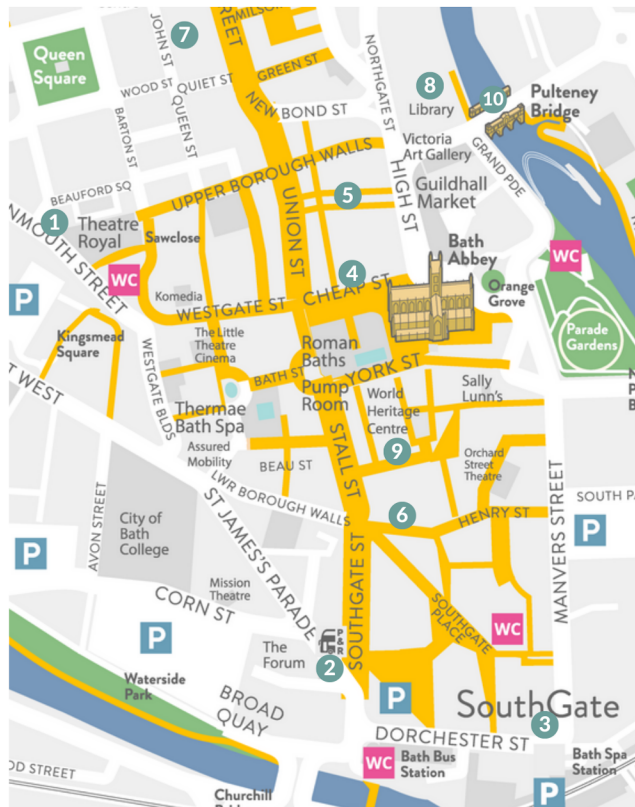 7
MILSOM
JOHN ST
REET
Queen
Square
GREEN ST
NORTHGATE ST
8
Library
10
Pulteney
Bridge
WOOD ST
QUIET ST
QUEEN ST
BARTON ST
NEW BOND ST
Victoria
Art Gallery
GRAND PDE
UPPER BOROUGH WALLS
HIGH ST
Guildhall
Market
BEAUFORD SQ
5
UNION ST
1
Theatre
Royal
Sawclose
NMOUTH STREET
WC
Bath
Abbey
WC
Orange
Grove
4
CHEAP ST
P
Komedia
WESTGATE ST
Kingsmead
Square
The Little
Theatre
Cinema
Roman
Baths
Parade
Gardens
WESTGATE BLDS
BATH ST
YORK ST
Pump
Room
T WEST
Thermae
Bath Spa
World
Heritage
Centre
Sally
Lunn's
N
P
B
Assured
Mobility
STALL ST
BEAU ST
9
Orchard
Street
Theatre
LWR BOROUGH WALLS
6
HENRY ST
SOUTH PA
MANVERS STREET
AVON STREET
City of
Bath
College
ST JAMES'S PARADE
P
P
Mission
Theatre
CORN ST
SOUTHGATE ST
SOUTHGATE
PLACE
WC
P
P & R
The
Forum
2
Waterside
Park
BROAD
QUAY
P
SouthGate
3
DORCHESTER ST
WC
Bath Bus
Station
Bath Spa
Station
P
OD STREET
Churchill